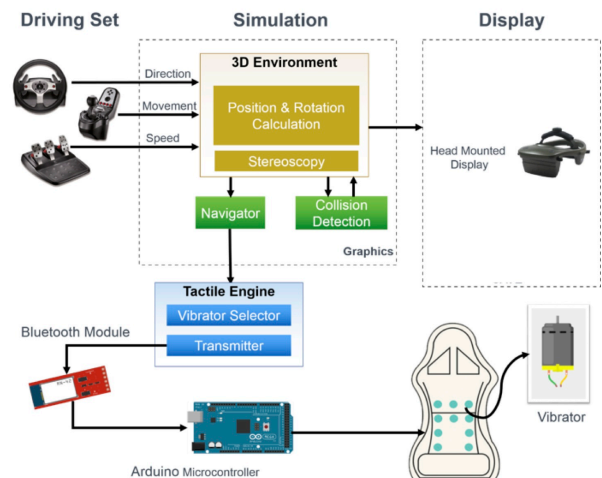 Driving Set
Simulation
Display
Direction
Movement
Speed
3D Environment
Position & Rotation
Calculation
Stereoscopy
Navigator
Collision
Detection
Graphics
Head Mounted
Display
Tactile Engine
Vibrator Selector
Transmitter
Bluetooth Module
Arduino Microcontroller
Vibrator